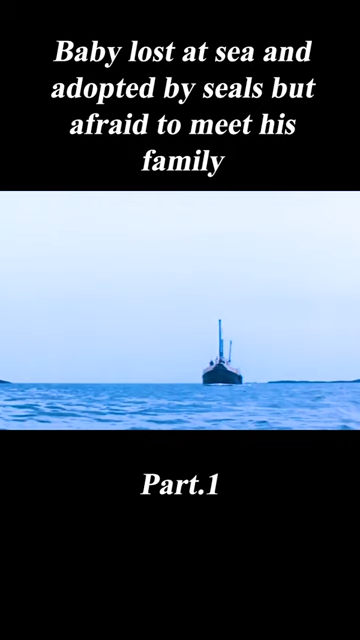 Baby lost at sea and
adopted by seals but
afraid to meet his
family
Part.1